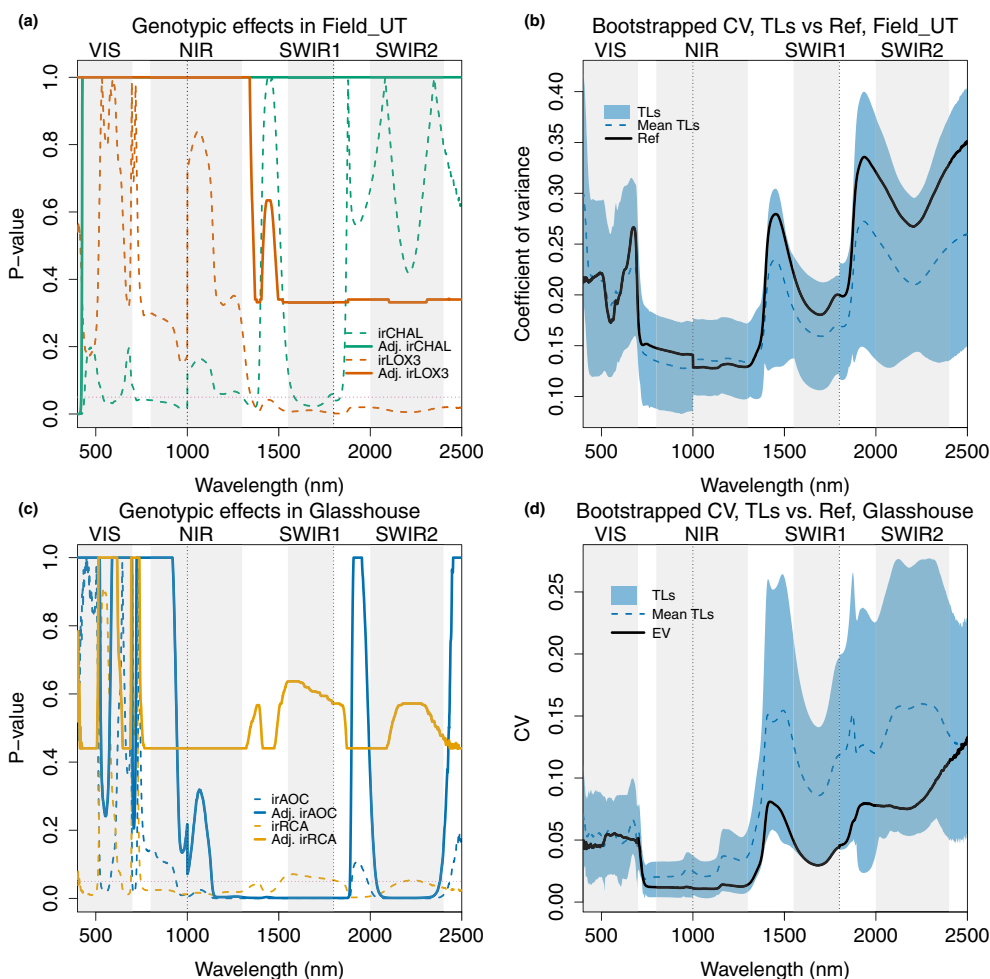 (a) Genotypic effects in Field_UT
VIS NIR SWIR1 SWIR2
1.0
0.8
0.6
0.4
0.2
0.0
P-value
irCHAL
Adj. irCHAL
irLOX3
Adj. irLOX3
500 1000 1500 2000 2500
Wavelength (nm)
(b) Bootstrapped CV, TLs vs Ref, Field_UT
VIS NIR SWIR1 SWIR2
0.40
0.35
0.30
0.25
0.20
0.15
0.10
Coefficient of variance
TLs
Mean TLs
Ref
500 1000 1500 2000 2500
Wavelength (nm)
(c) Genotypic effects in Glasshouse
VIS NIR SWIR1 SWIR2
1.0
0.8
0.6
0.4
0.2
0.0
P-value
irAOC
Adj. irAOC
irRCA
Adj. irRCA
500 1000 1500 2000 2500
Wavelength (nm)
(d) Bootstrapped CV, TLs vs. Ref, Glasshouse
VIS NIR SWIR1 SWIR2
0.25
0.20
0.15
0.10
0.05
0.00
CV
TLs
Mean TLs
EV
500 1000 1500 2000 2500
Wavelength (nm)